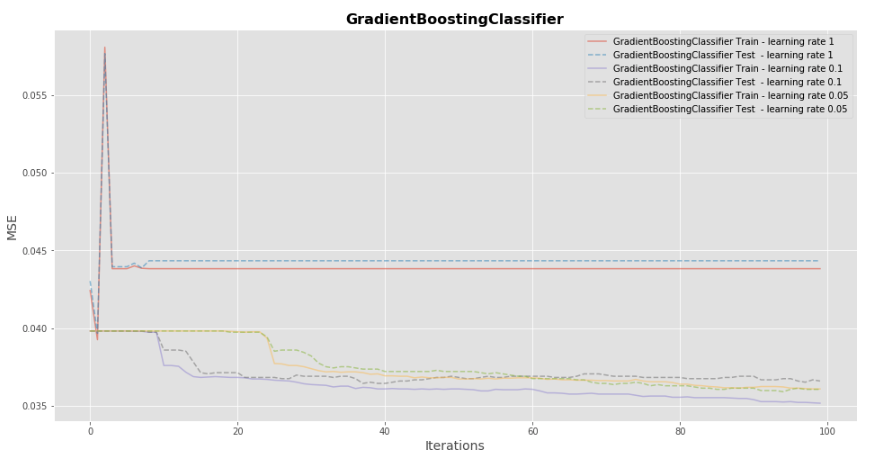 GradientBoostingClassifier
GradientBoostingClassifier Train - learning rate 1
GradientBoostingClassifier Test - learning rate 1
GradientBoostingClassifier Train - learning rate 0.1
GradientBoostingClassifier Test - learning rate 0.1
GradientBoostingClassifier Train - learning rate 0.05
GradientBoostingClassifier Test - learning rate 0.05
MSE
0.055
0.050
0.045
0.040
0.035
0 20 40 60 80 100
Iterations